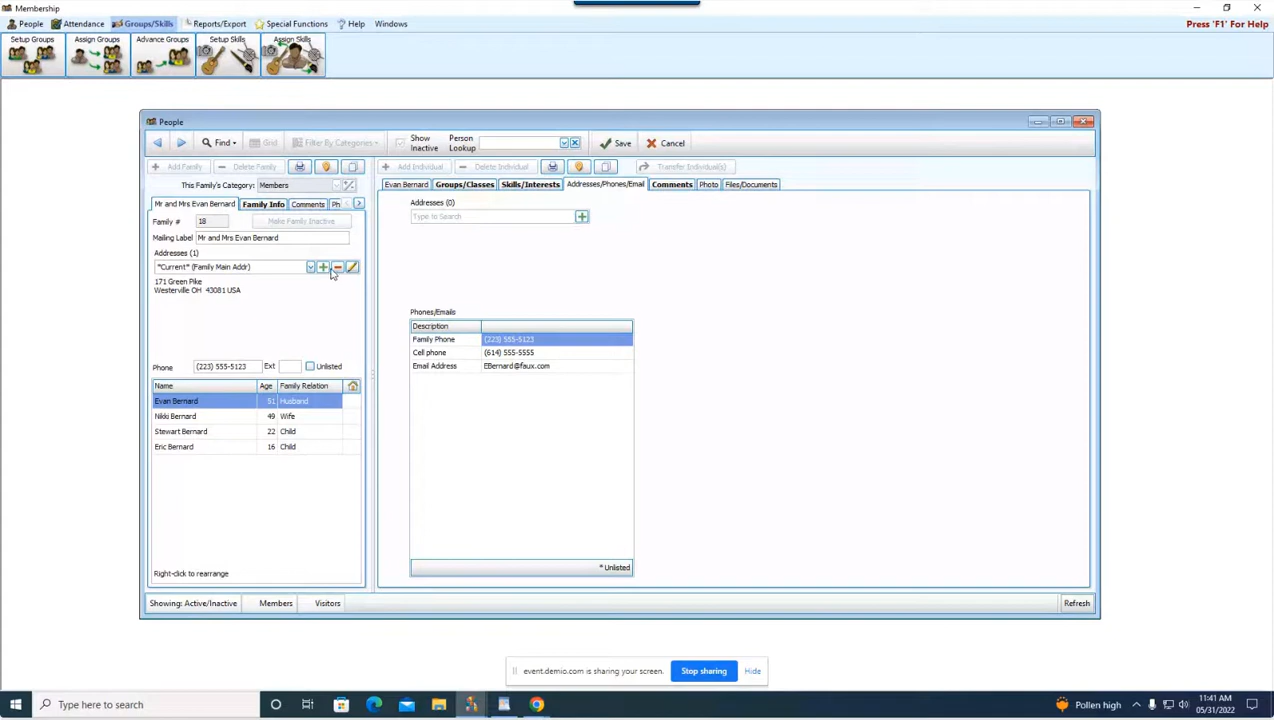 Membership
People Attendance Groups/Skills Reports/Export Special Functions Help Windows Press 'F1' For Help
Setup Groups Assign Groups Advance Groups Setup Skills Assign Skills
People
Find Grid Filter By Categories Show Inactive Person Lookup Save Cancel
Add Family Delete Family Add Individual Delete Individual Transfer Individual(s)
This Family's Category: Members
Evan Bernard Groups/Classes Skills/Interests Addresses/Phones/Email Comments Photo Files/Documents
Mr and Mrs Evan Bernard Family Info Comments Ph
Addresses (0)
Type to Search
Family # 18 Make Family Inactive
Mailing Label Mr and Mrs Evan Bernard
Addresses (1)
*Current* (Family Main Addr)
171 Green Pike
Westerville OH 43081 USA
Phones/Emails
Description
Family Phone (223) 555-5123
Cell phone (614) 555-5555
Email Address EBernard@faux.com
Phone (223) 555-5123 Ext Unlisted
Name Age Family Relation
Evan Bernard 51 Husband
Nikki Bernard 49 Wife
Stewart Bernard 22 Child
Eric Bernard 16 Child
* Unlisted
Right-click to rearrange
Showing: Active/Inactive Members Visitors Refresh
event.demio.com is sharing your screen. Stop sharing Hide
Type here to search Pollen high 11:41 AM
05/31/2022